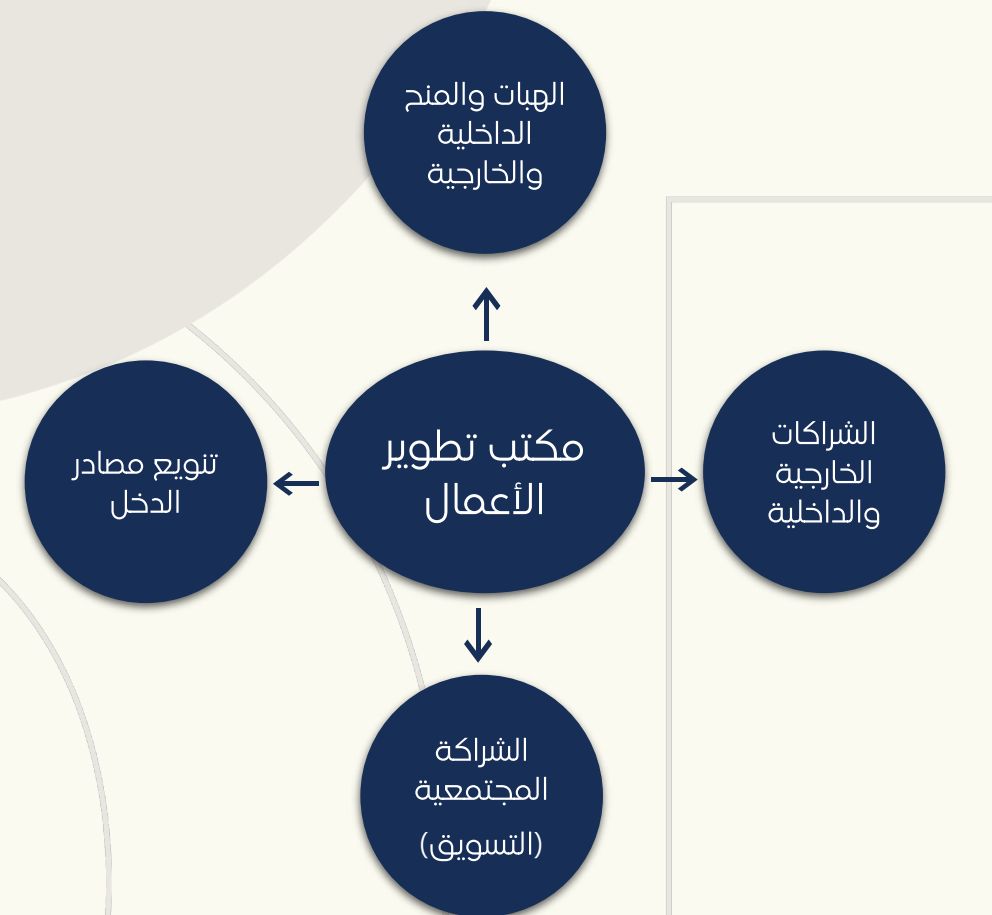 الهبات والمنح
الداخلية
والخارجية
الشراكات
الخارجية
والداخلية
مكتب تطوير
الأعمال
تنويع مصادر
الدخل
الشراكة
المجتمعية
(التسويق)